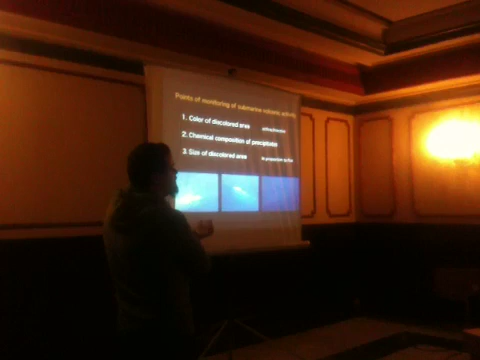 Points of monitoring of submarine volcanic activity
1. Color of discolored area
2. Chemical composition of precipitates
3. Size of discolored area